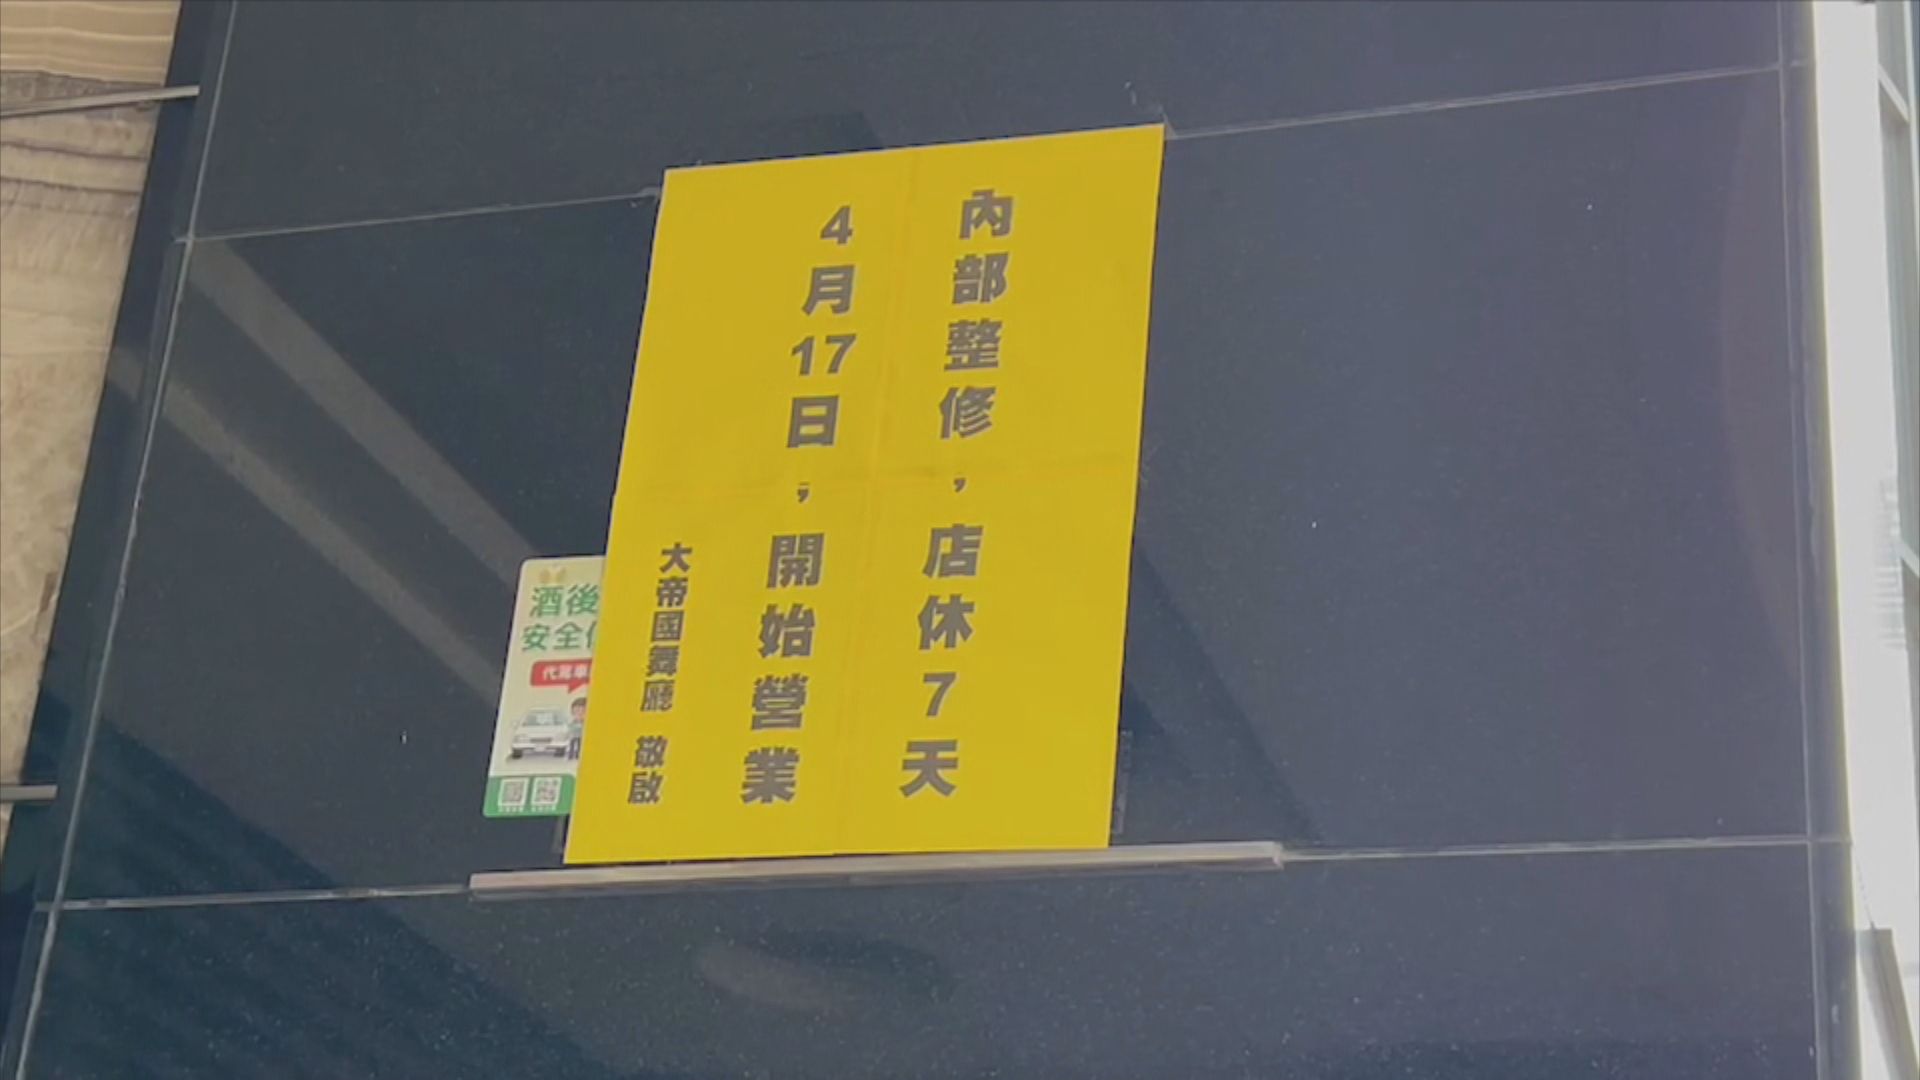 內部整修，店休7天
4月17日，開始營業
大帝國舞廳 敬啟
酒後
安全
代駕